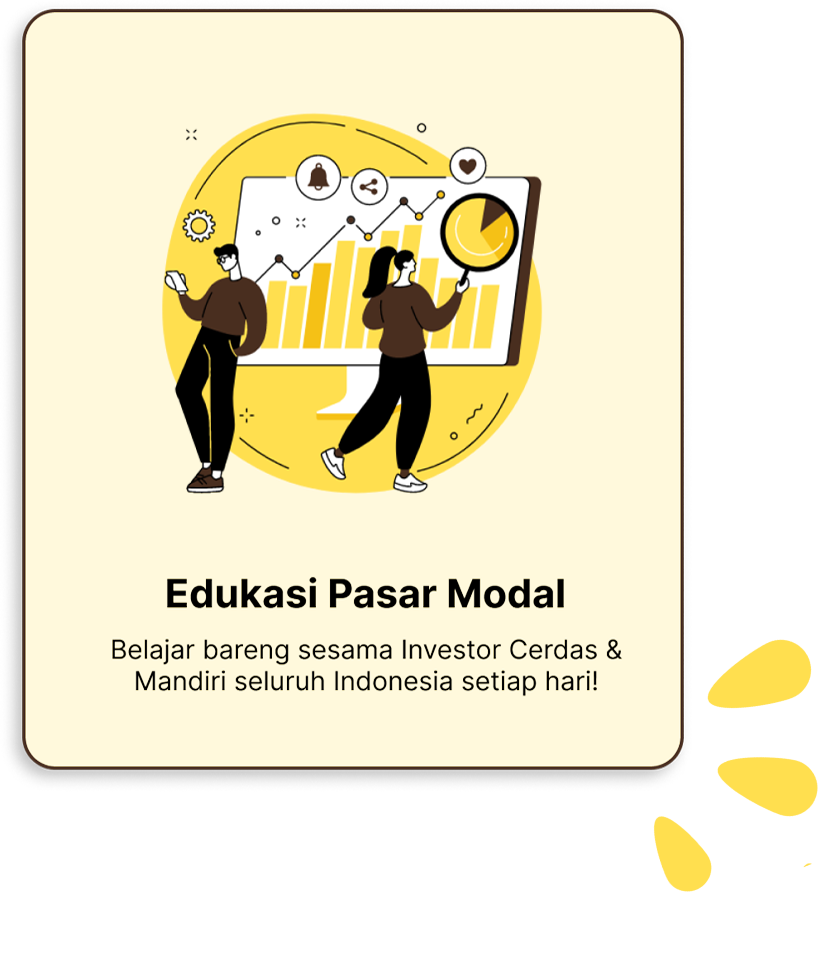 Edukasi Pasar Modal
Belajar bareng sesama Investor Cerdas &
Mandiri seluruh Indonesia setiap hari!